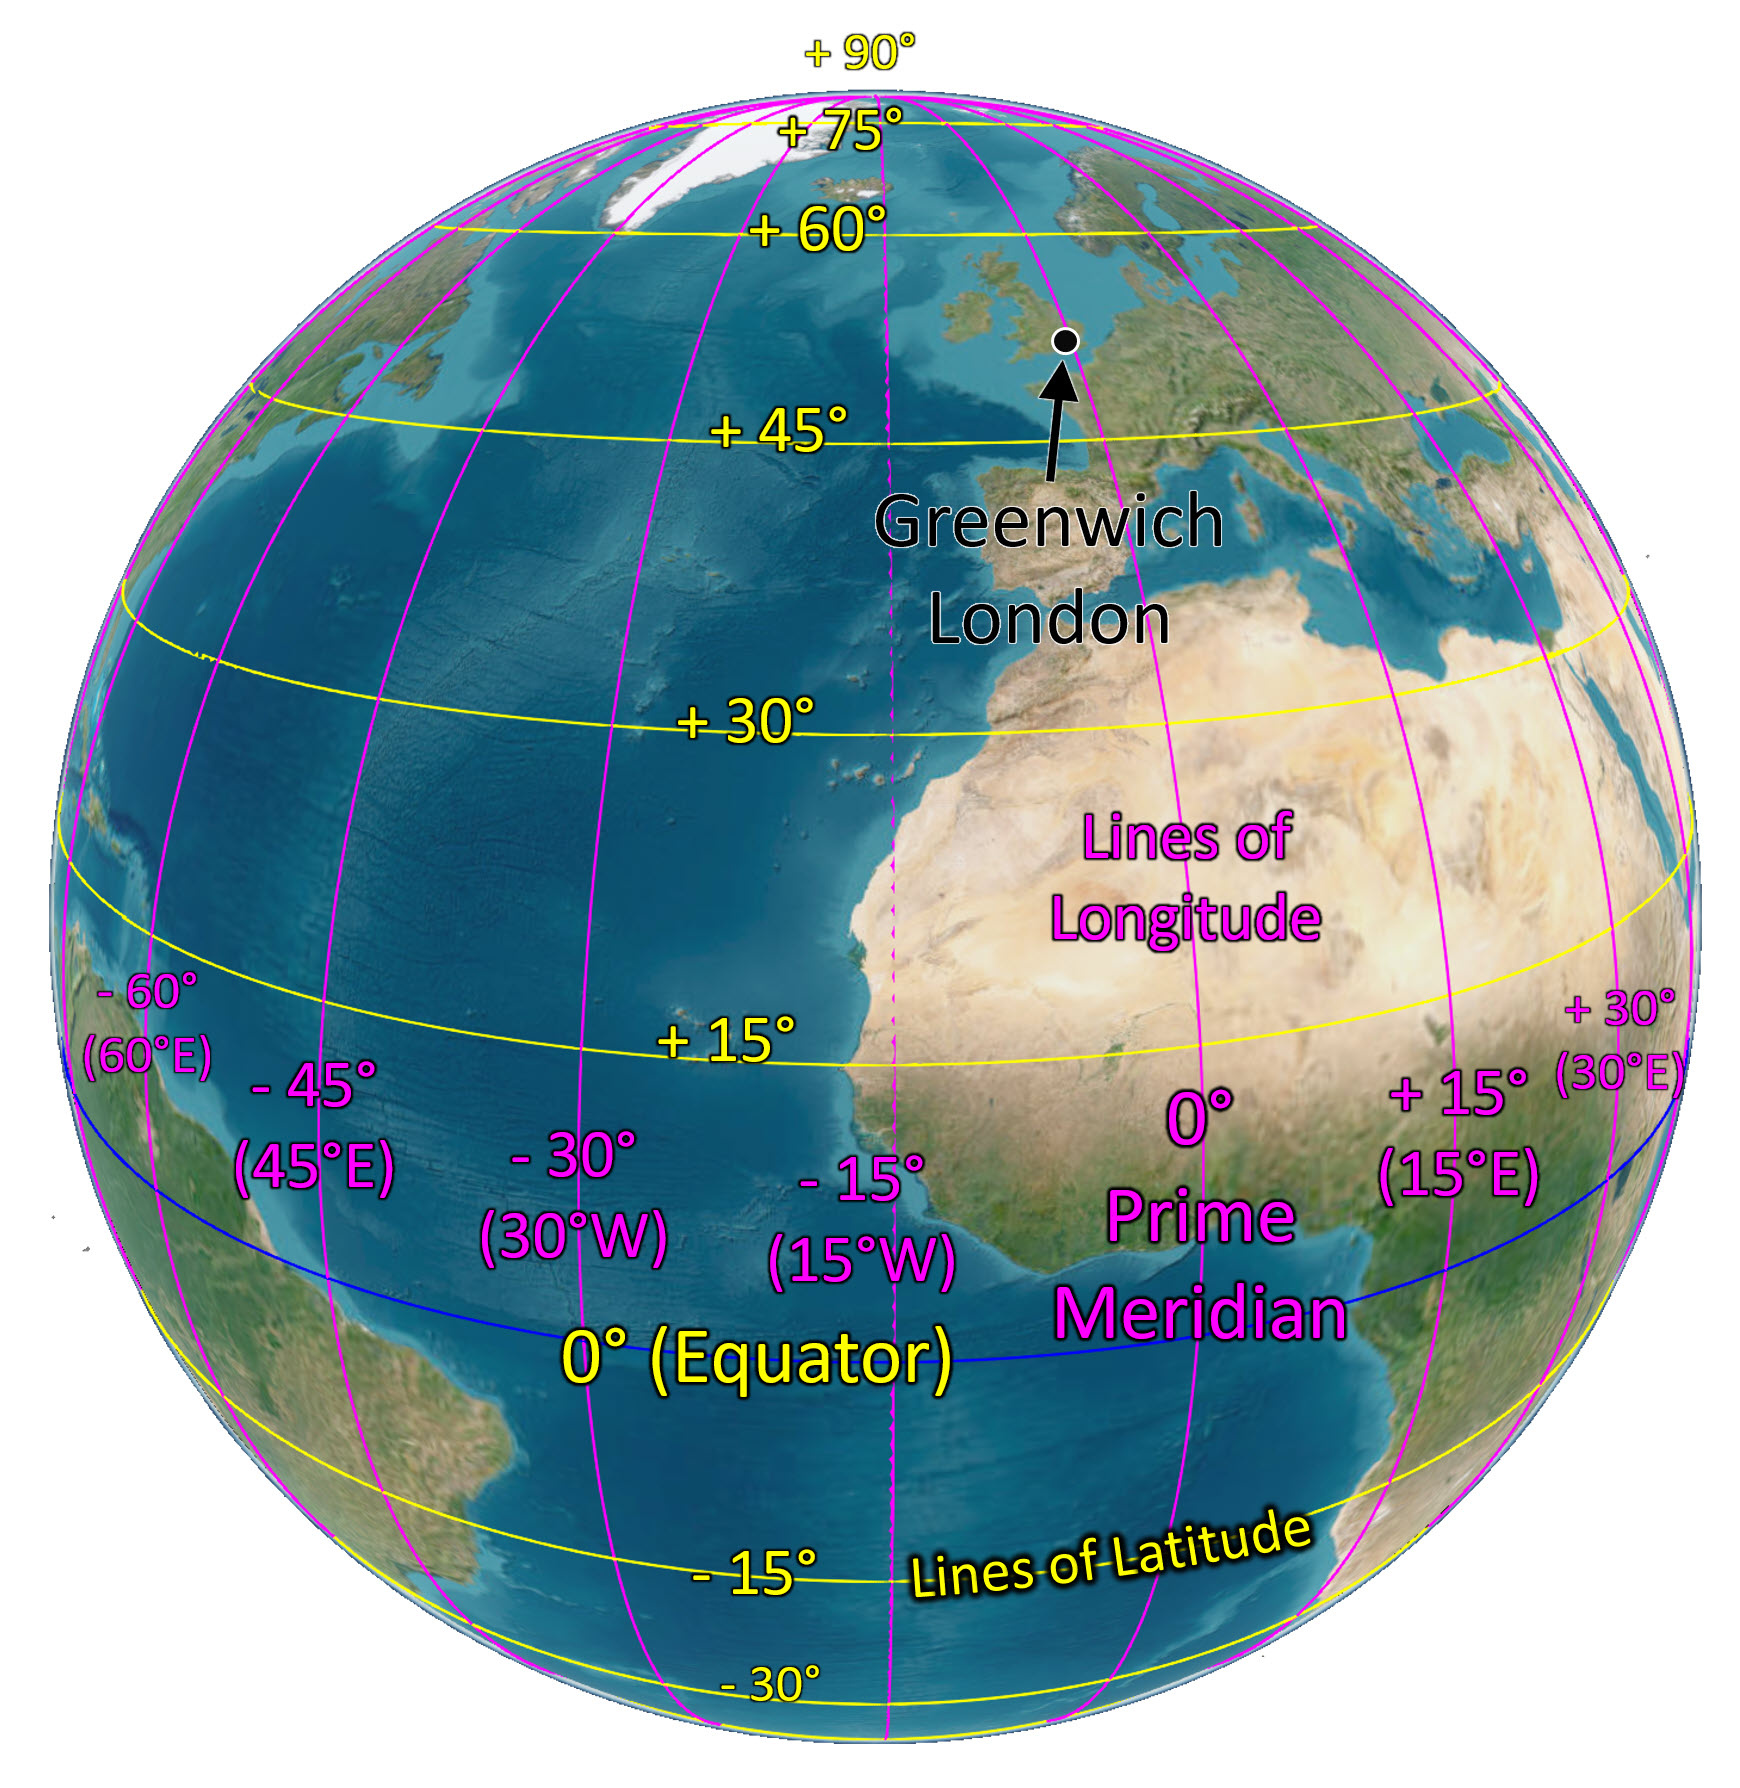 + 90°
+ 75°
+ 60°
+ 45°
Greenwich
London
+ 30°
Lines of
Longitude
+ 15°
- 60°
(60°E)
- 45°
(45°E)
- 30°
(30°W)
- 15°
(15°W)
0°
Prime
Meridian
+ 15°
(15°E)
+ 30°
(30°E)
0° (Equator)
- 15°
Lines of Latitude
- 30°